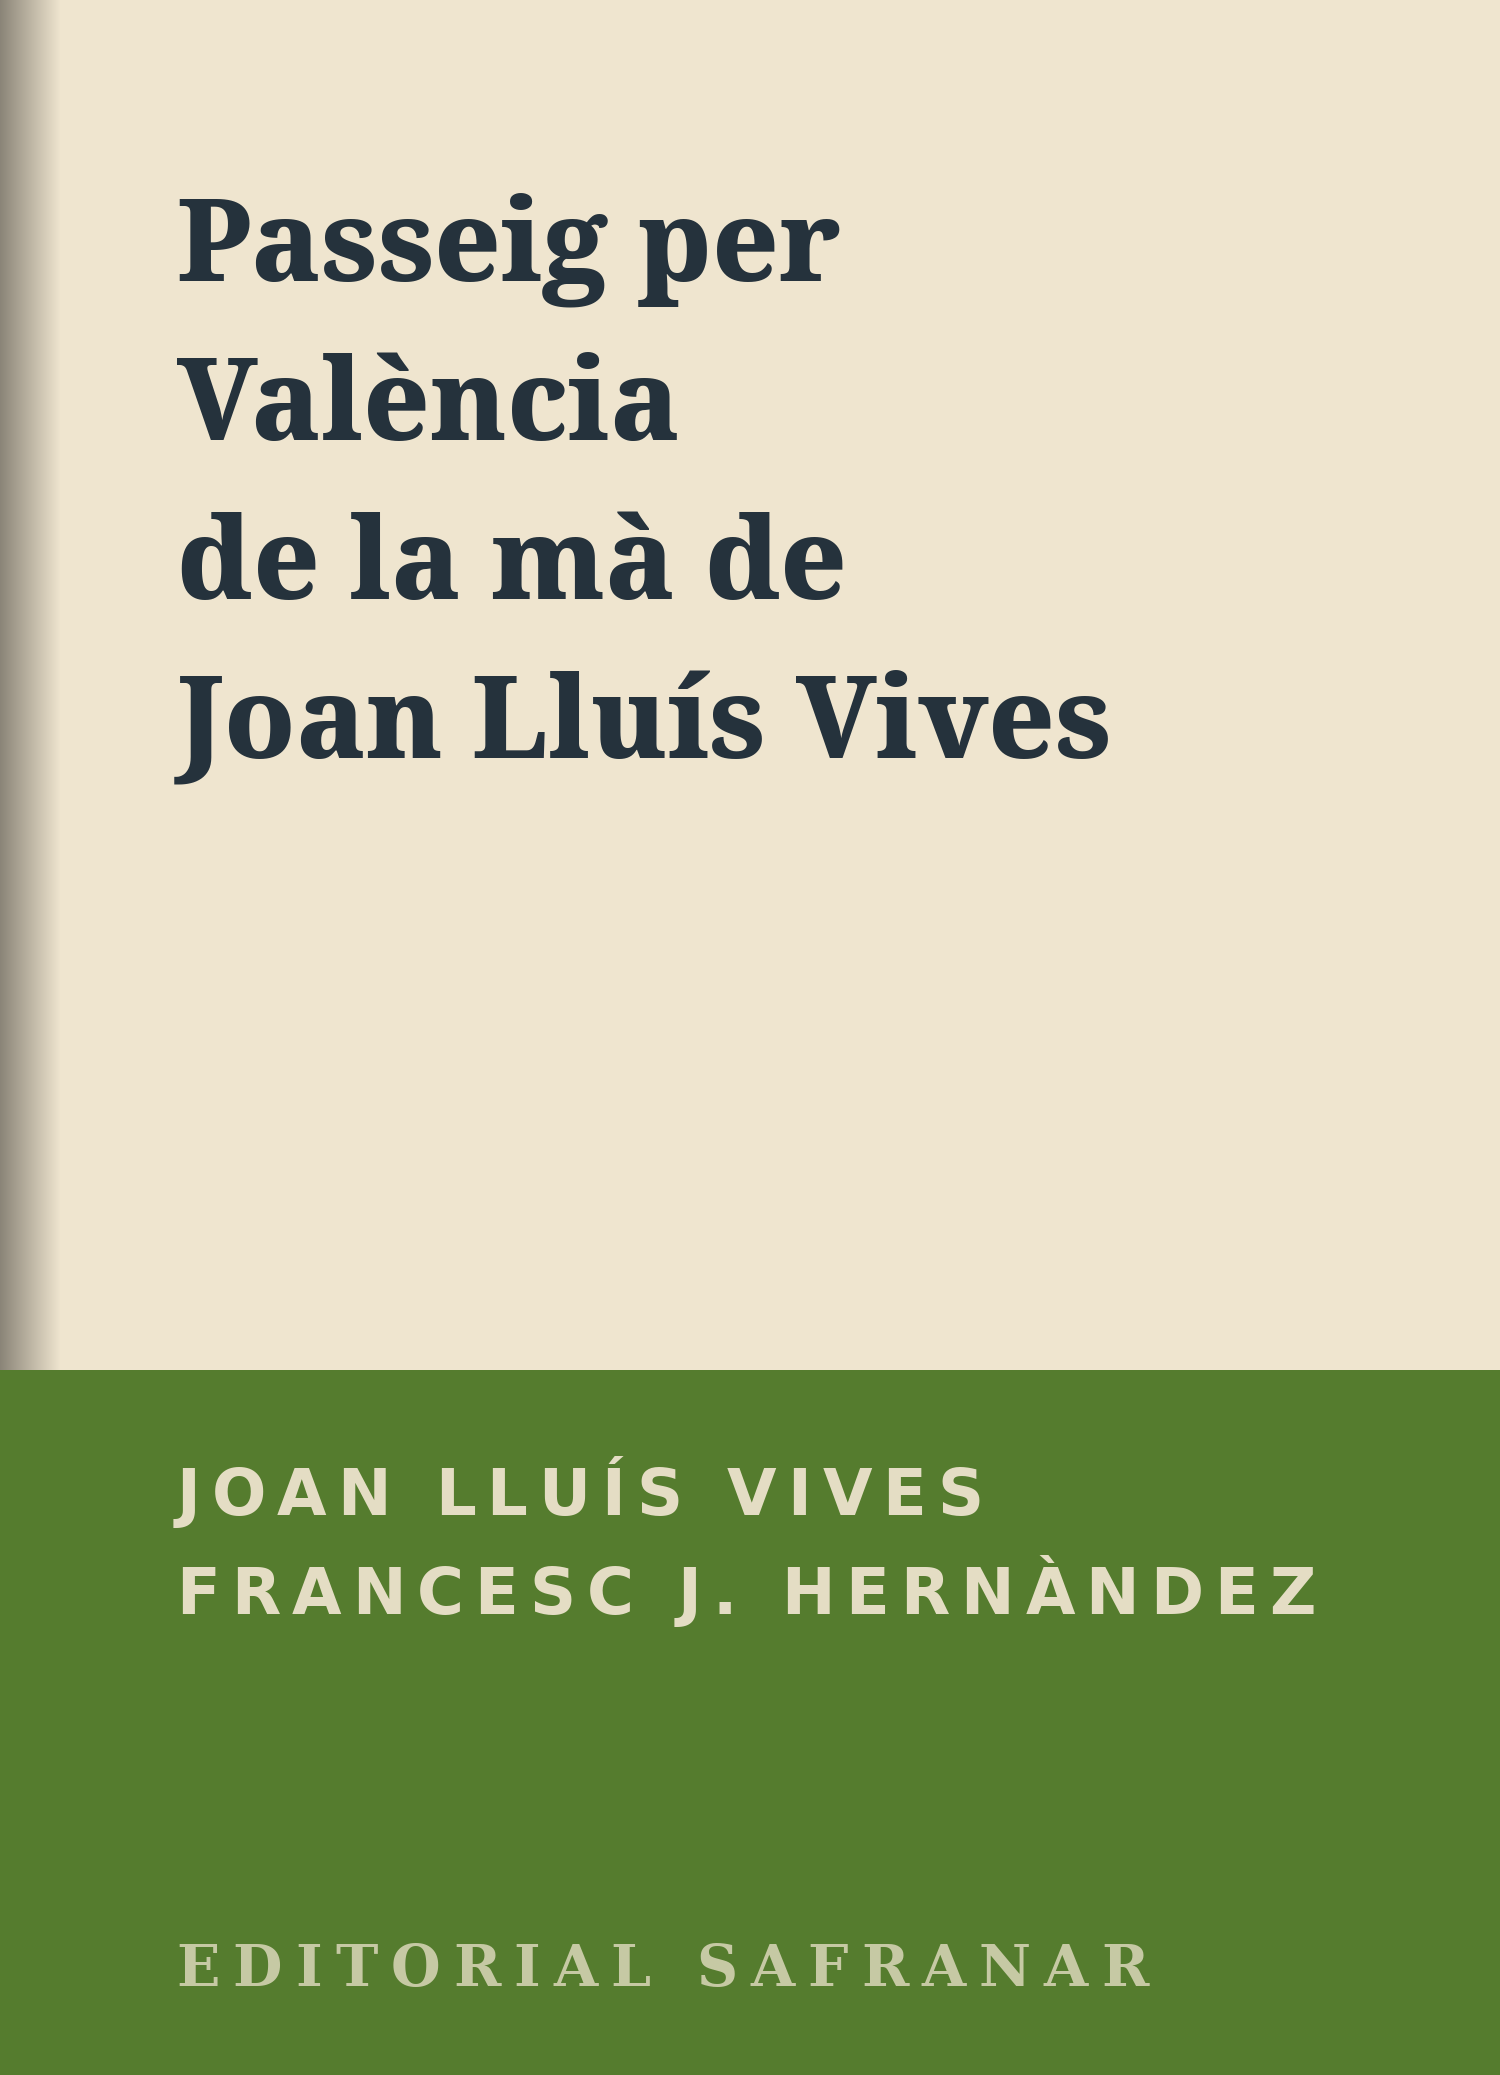 Passeig per
València
de la mà de
Joan Lluís Vives
JOAN LLUÍS VIVES
FRANCESC J. HERNÀNDEZ
EDITORIAL SAFRANAR